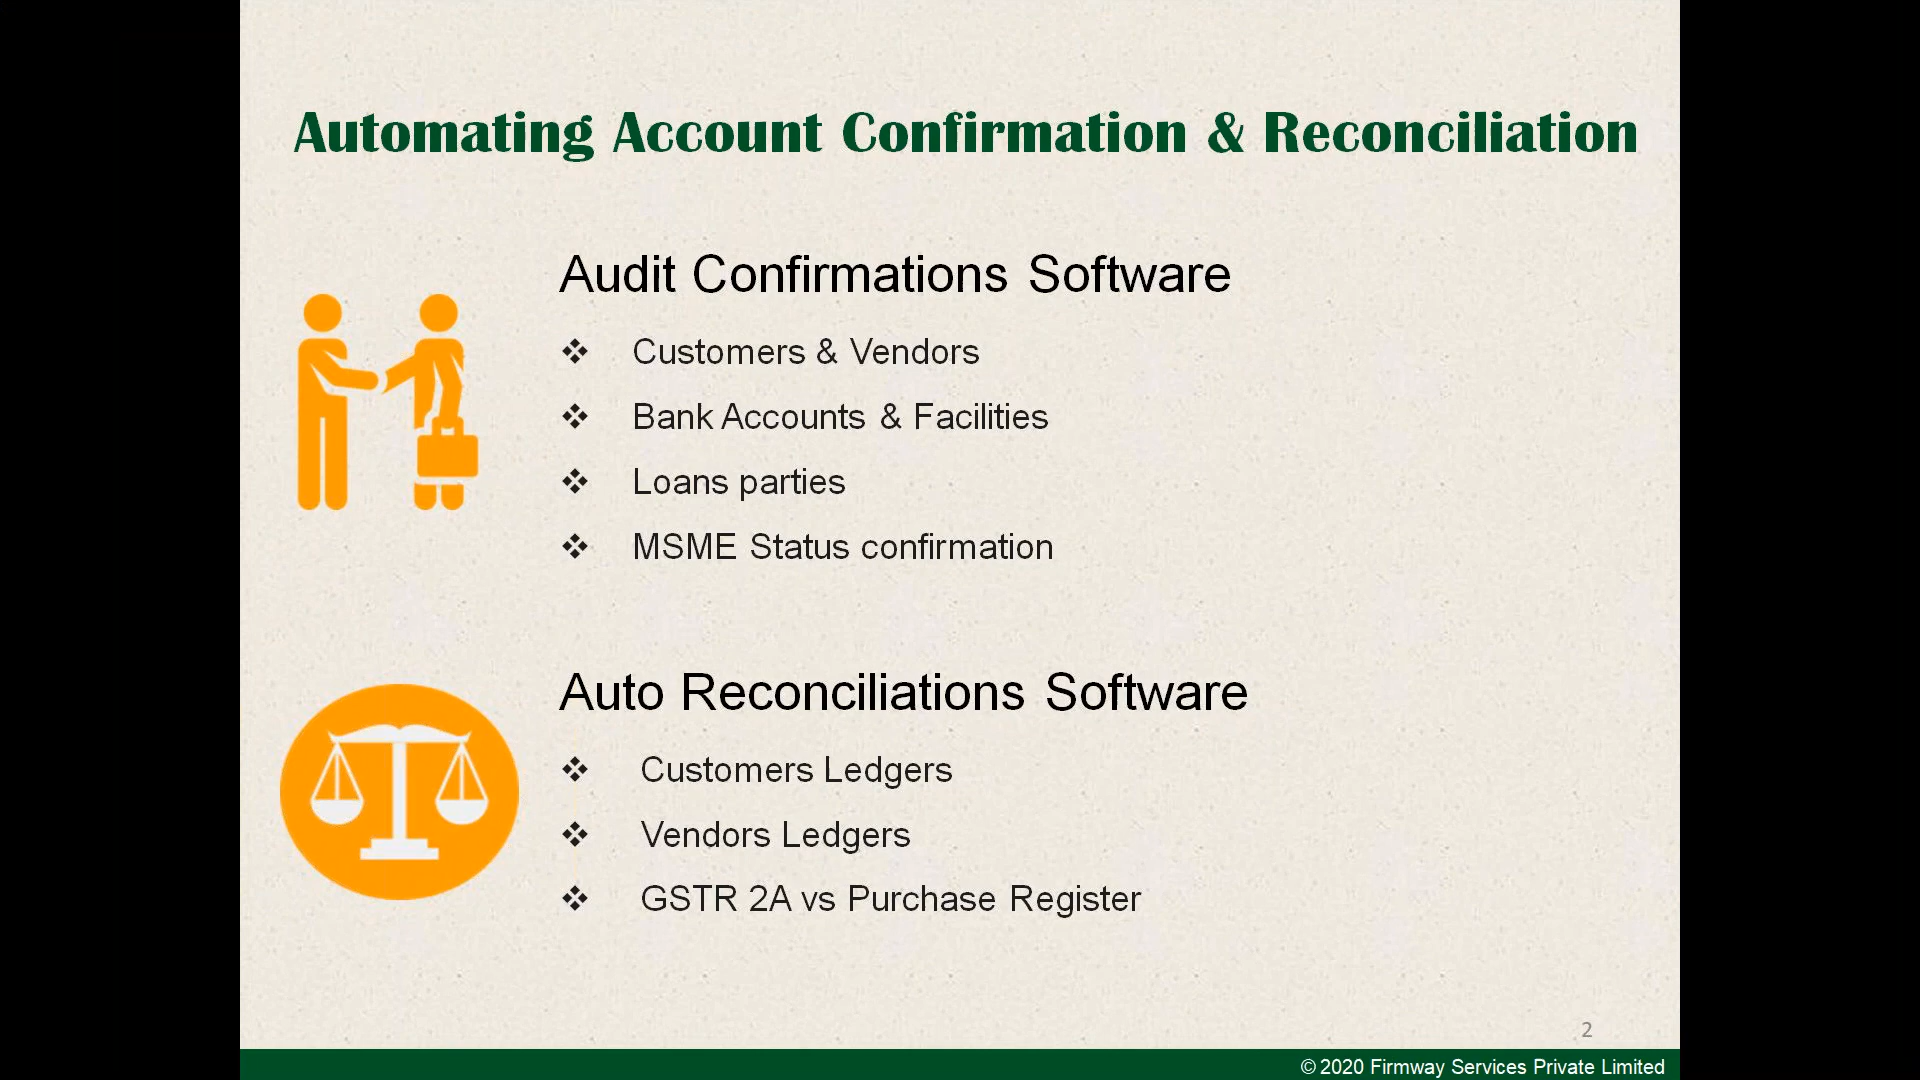 Automating Account Confirmation & Reconciliation
Audit Confirmations Software
❖ Customers & Vendors
❖ Bank Accounts & Facilities
❖ Loans parties
❖ MSME Status confirmation
Auto Reconciliations Software
❖ Customers Ledgers
❖ Vendors Ledgers
❖ GSTR 2A vs Purchase Register
2
© 2020 Firmway Services Private Limited